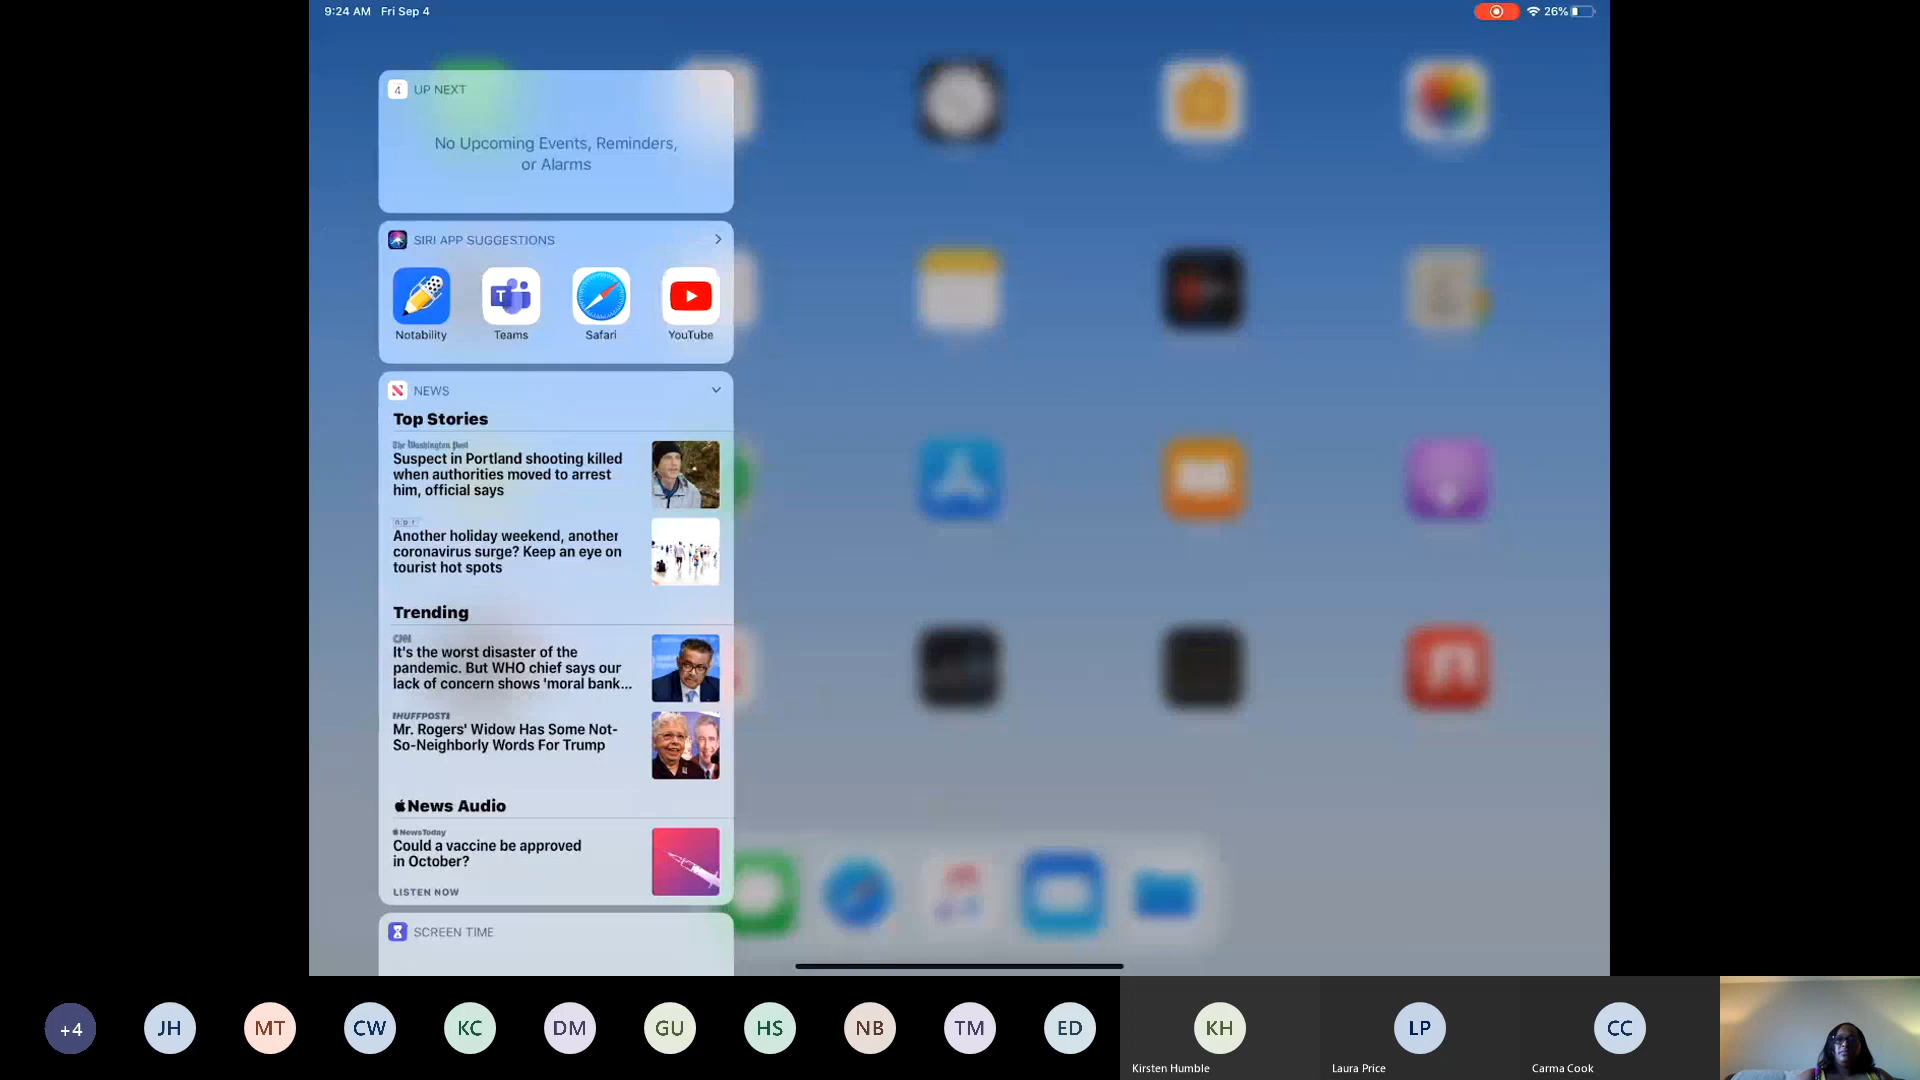 9:24 AM Fri Sep 4
26%
4 UP NEXT
No Upcoming Events, Reminders,
or Alarms
SIRI APP SUGGESTIONS
Notability Teams Safari YouTube
NEWS
Top Stories
The Washington Post
Suspect in Portland shooting killed
when authorities moved to arrest
him, official says
npr
Another holiday weekend, another
coronavirus surge? Keep an eye on
tourist hot spots
Trending
CNN
It's the worst disaster of the
pandemic. But WHO chief says our
lack of concern shows 'moral bank...
HUFFPOST
Mr. Rogers' Widow Has Some Not-
So-Neighborly Words For Trump
News Audio
News Today
Could a vaccine be approved
in October?
LISTEN NOW
SCREEN TIME
+4 JH MT CW KC DM GU HS NB TM ED KH LP CC
Kirsten Humble Laura Price Carma Cook